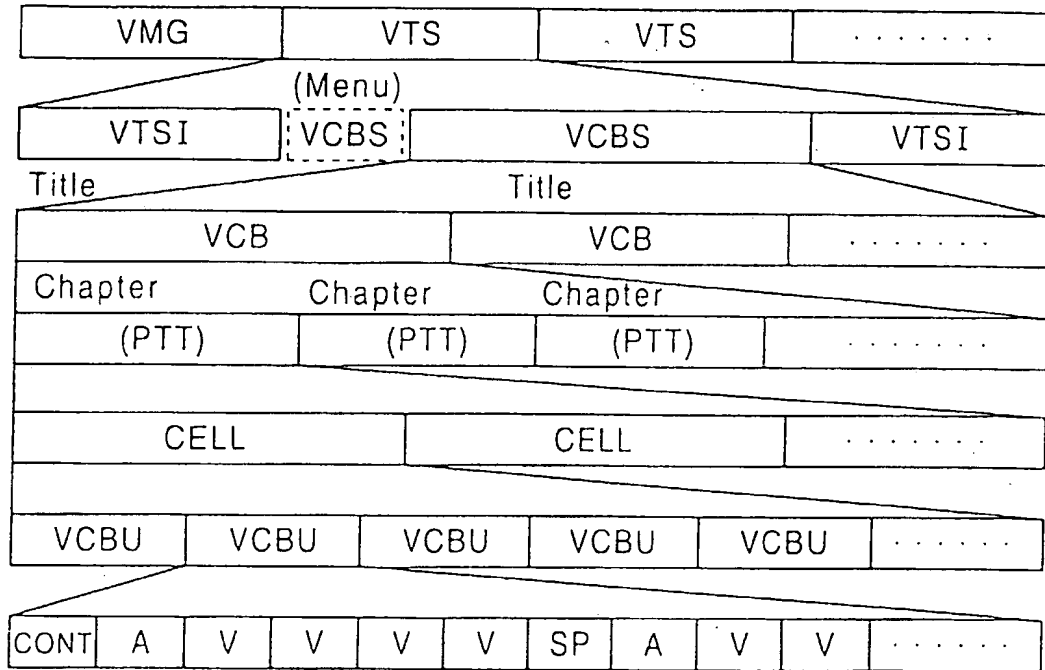 VMG VTS VTS .......
(Menu)
VTSI VCBS VCBS VTSI
Title Title
VCB VCB .......
Chapter Chapter Chapter
(PTT) (PTT) (PTT) .......
CELL CELL .......
VCBU VCBU VCBU VCBU VCBU ......
CONT A V V V V SP A V V ......